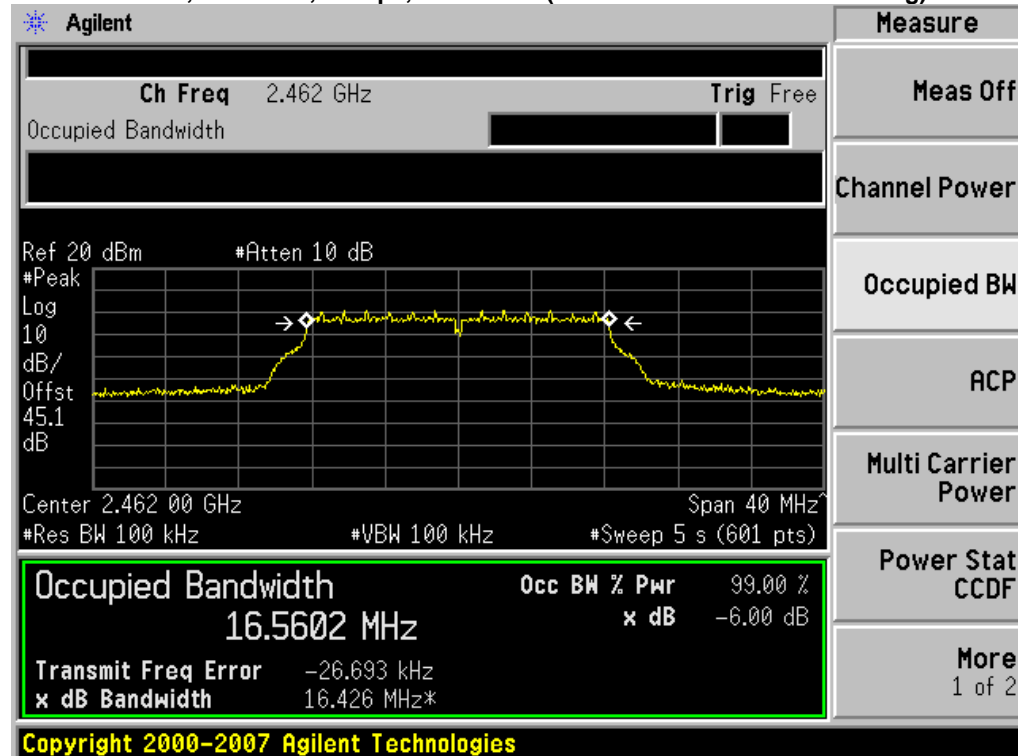 Agilent
Measure
Ch Freq 2.462 GHz Trig Free
Occupied Bandwidth
Meas Off
Channel Power
Occupied BW
ACP
Multi Carrier
Power
Power Stat
CCDF
More
1 of 2
Ref 20 dBm #Atten 10 dB
#Peak
Log
10
dB/
Offst
45.1
dB
Center 2.462 00 GHz Span 40 MHz^
#Res BW 100 kHz #VBW 100 kHz #Sweep 5 s (601 pts)
Occupied Bandwidth
16.5602 MHz
Occ BW % Pwr 99.00 %
x dB -6.00 dB
Transmit Freq Error -26.693 kHz
x dB Bandwidth 16.426 MHz*
Copyright 2000-2007 Agilent Technologies